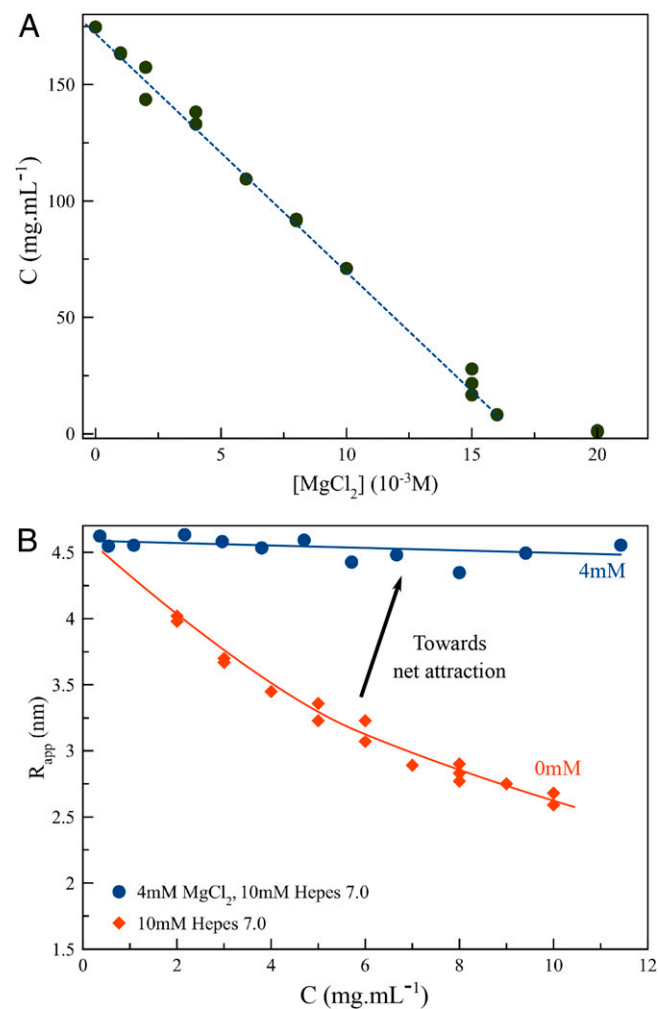 A
150
100
50
0
C (mg.mL⁻¹)
0
5
10
15
20
[MgCl₂] (10⁻³M)
B
4.5
4
3.5
3
2.5
2
1.5
R_app (nm)
4mM
Towards
net attraction
0mM
4mM MgCl₂, 10mM Hepes 7.0
10mM Hepes 7.0
0
2
4
6
8
10
12
C (mg.mL⁻¹)